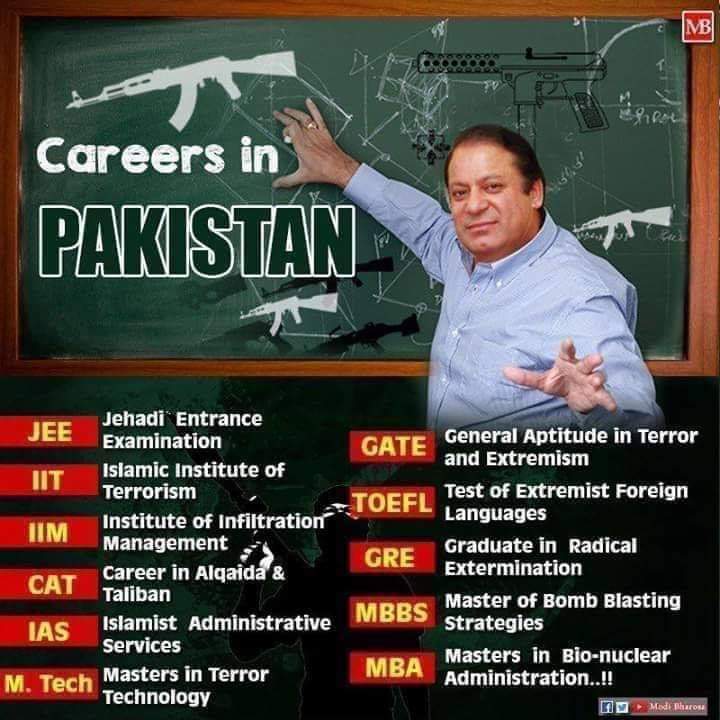 MB
Careers in
PAKISTAN
JEE Jehadi Entrance
Examination
IIT Islamic Institute of
Terrorism
IIM Institute of Infiltration
Management
CAT Career in Alqaida &
Taliban
IAS Islamist Administrative
Services
M. Tech Masters in Terror
Technology
GATE General Aptitude in Terror
and Extremism
TOEFL Test of Extremist Foreign
Languages
GRE Graduate in Radical
Extermination
MBBS Master of Bomb Blasting
Strategies
MBA Masters in Bio-nuclear
Administration..!!
Modi Bharosa